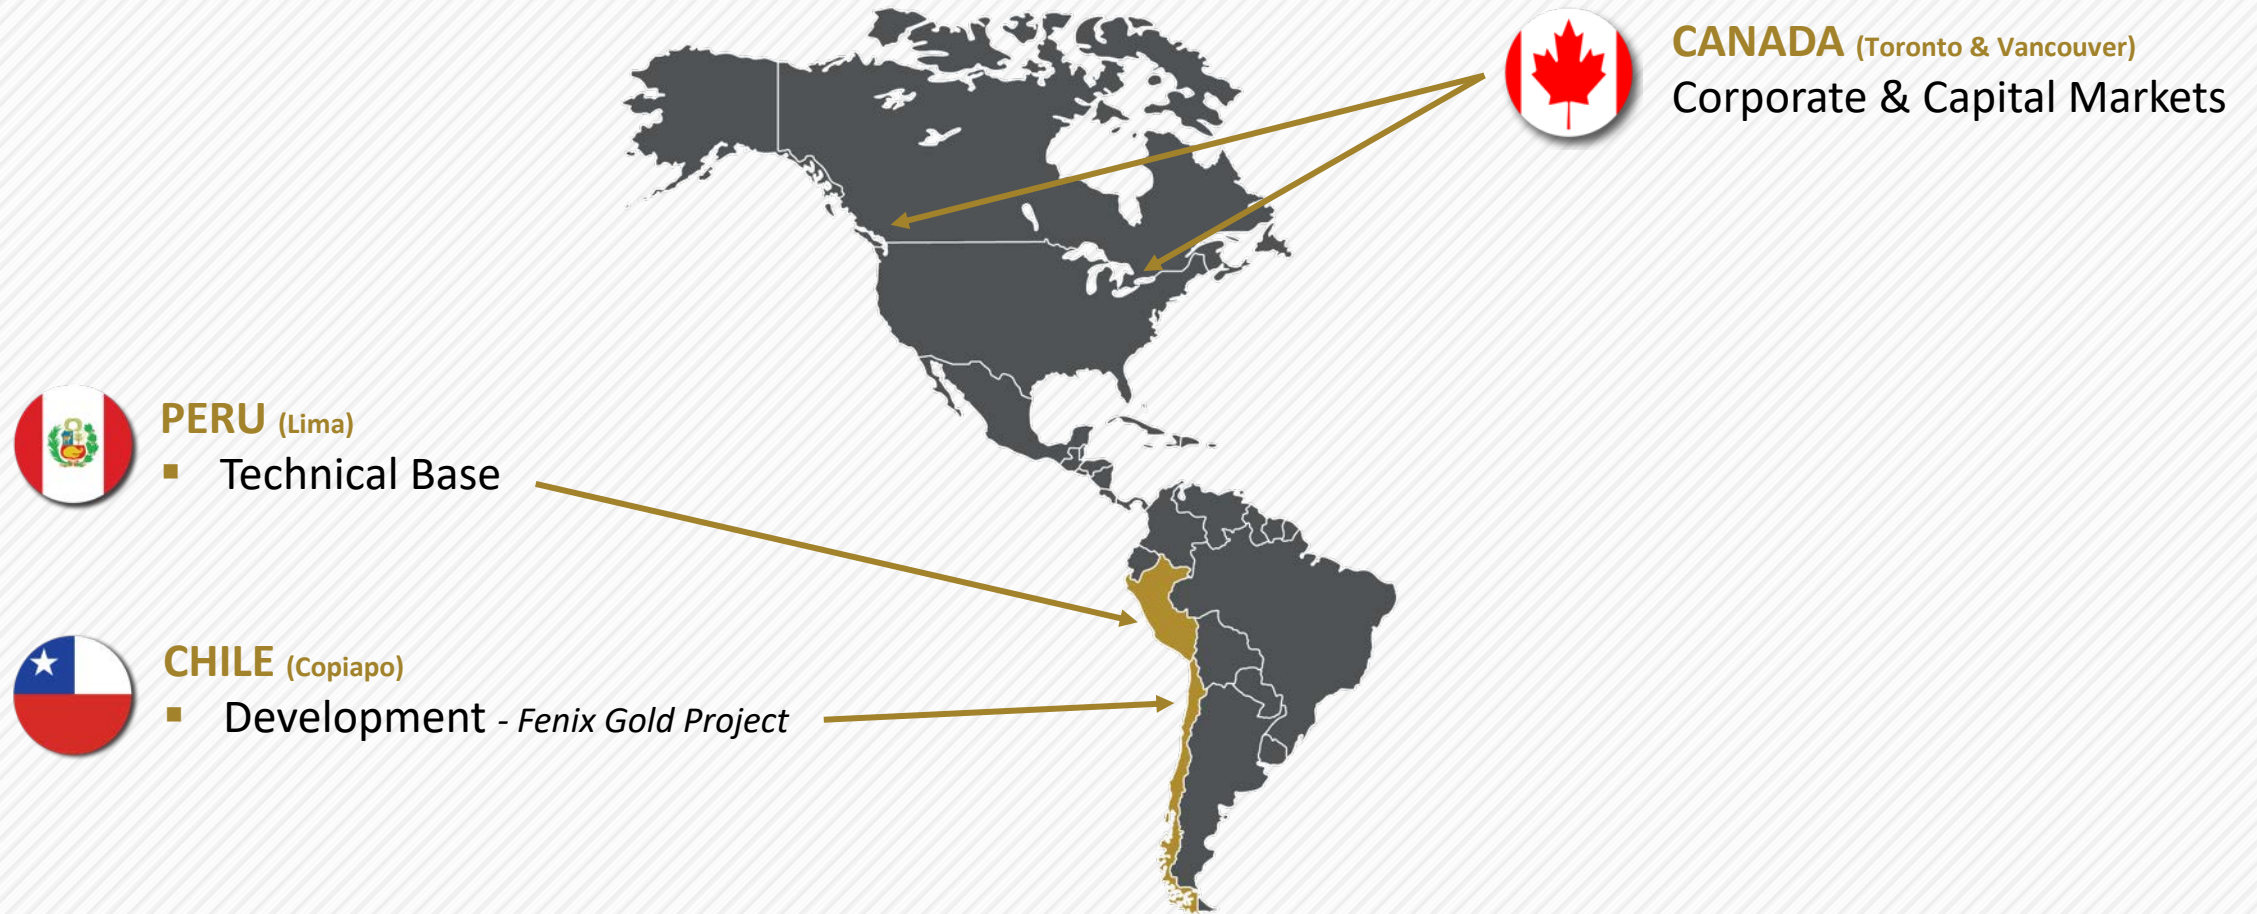 CANADA (Toronto & Vancouver)
Corporate & Capital Markets
PERU (Lima)
▪ Technical Base
CHILE (Copiapo)
▪ Development - Fenix Gold Project